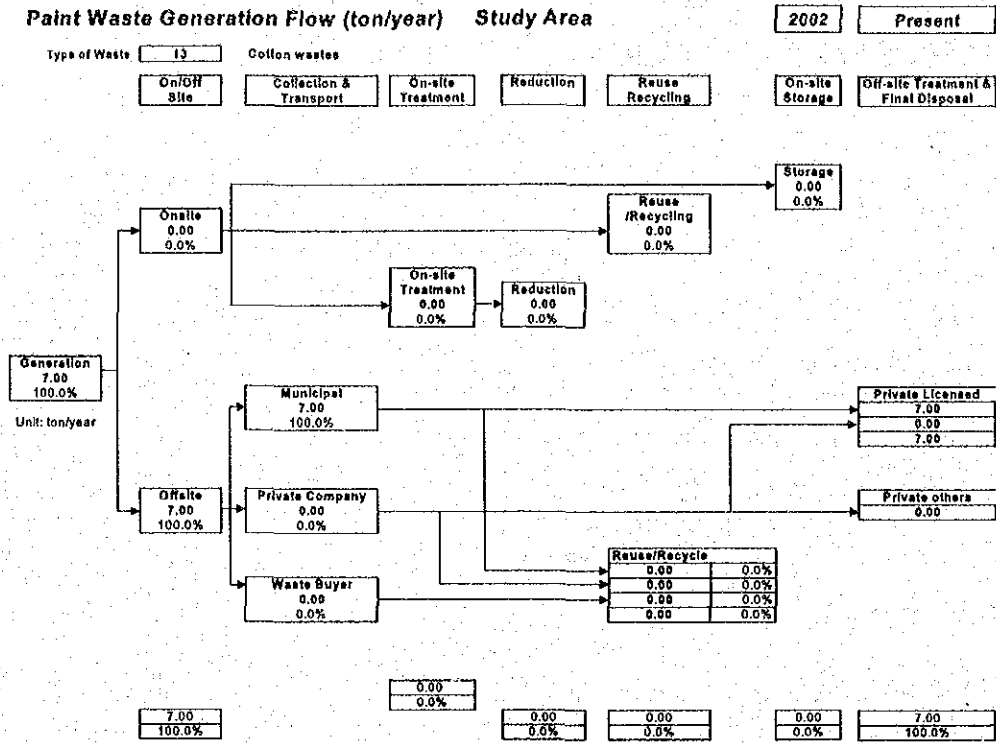 Paint Waste Generation Flow (ton/year) Study Area 2002 Present
Type of Waste 13 Cotton wastes
On/Off Site
Collection & Transport
On-site Treatment
Reduction
Reuse Recycling
On-site Storage
Off-site Treatment & Final Disposal
Storage
0.00
0.0%
Onsite
0.00
0.0%
Reuse
/Recycling
0.00
0.0%
On-site
Treatment
0.00
0.0%
Reduction
0.00
0.0%
Generation
7.00
100.0%
Unit: ton/year
Municipal
7.00
100.0%
Private Licensed
7.00
0.00
7.00
Offsite
7.00
100.0%
Private Company
0.00
0.0%
Private others
0.00
Waste Buyer
0.00
0.0%
Reuse/Recycle
0.00 0.0%
0.00 0.0%
0.00 0.0%
0.00 0.0%
0.00
0.0%
7.00 0.00 0.00 0.00 7.00
100.0% 0.0% 0.0% 0.0% 100.0%